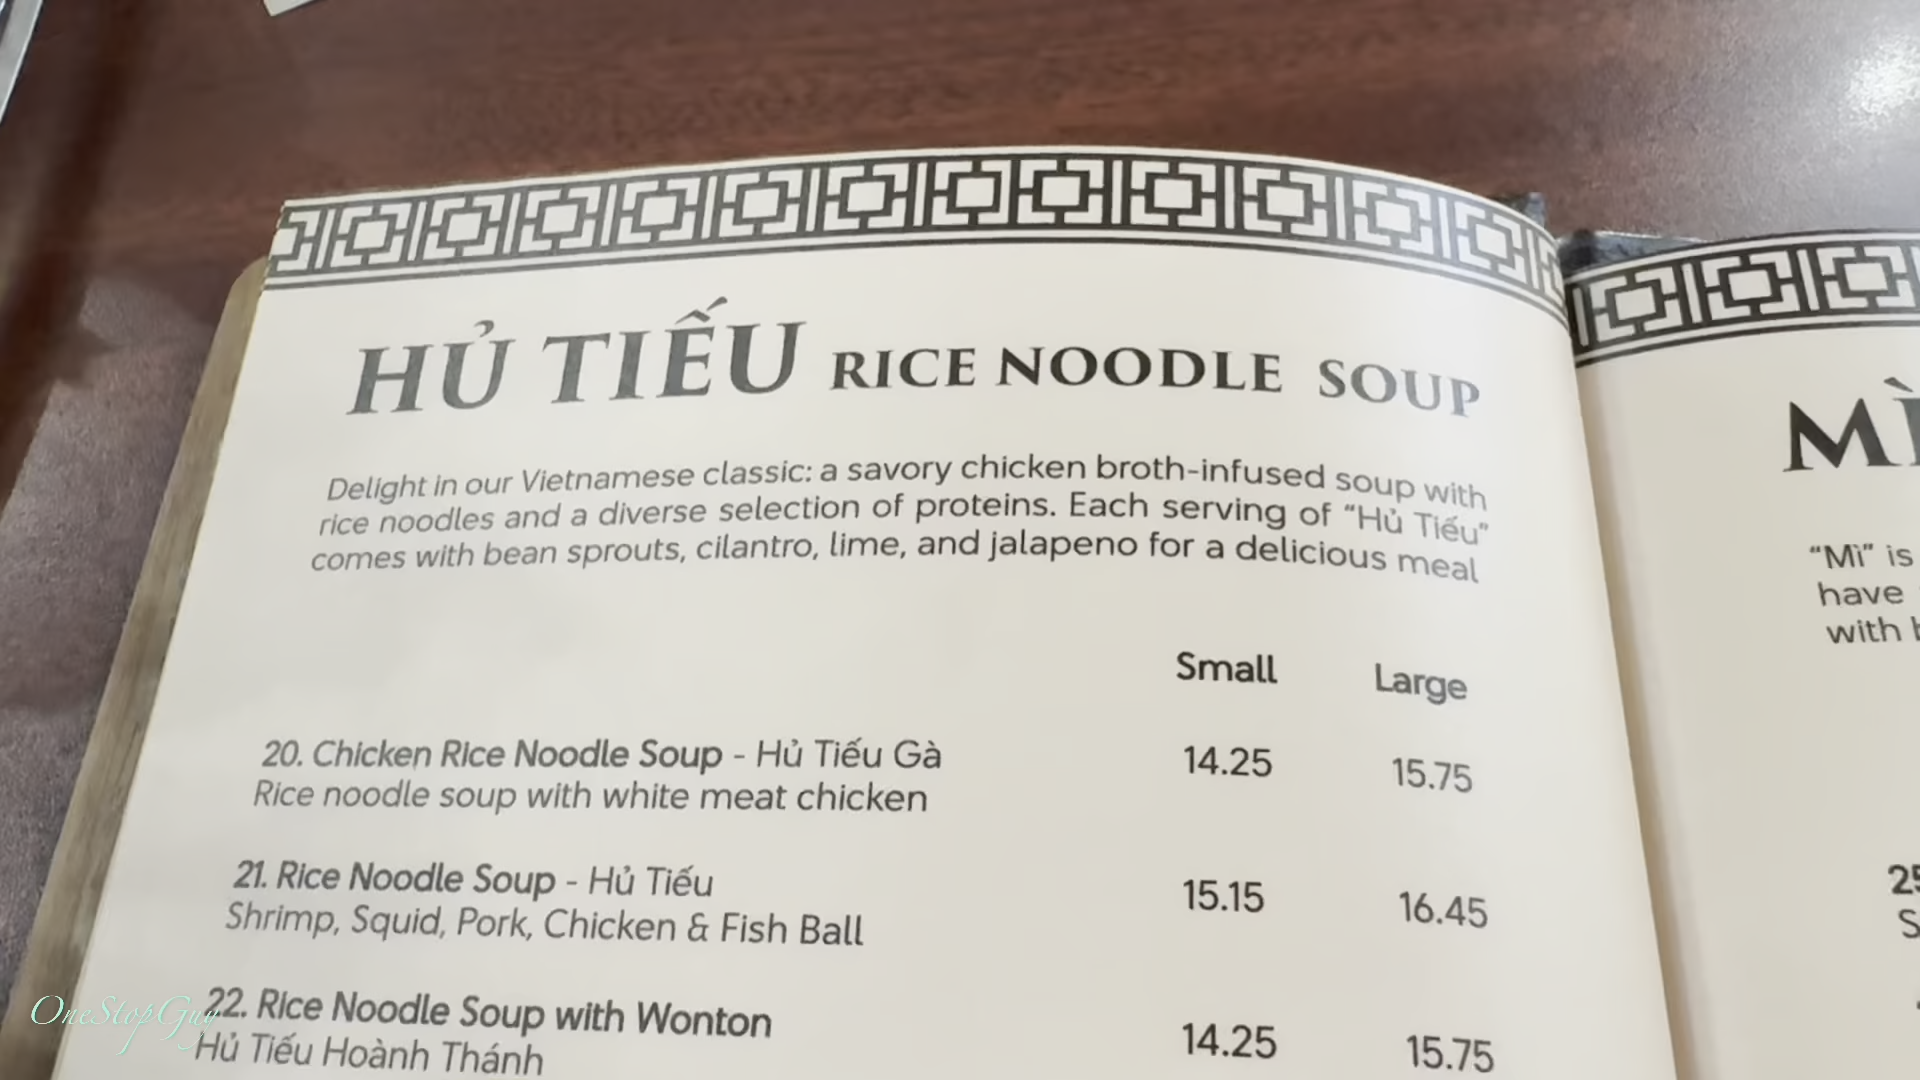 HỦ TIẾU RICE NOODLE SOUP
Delight in our Vietnamese classic: a savory chicken broth-infused soup with
rice noodles and a diverse selection of proteins. Each serving of “Hủ Tiếu”
comes with bean sprouts, cilantro, lime, and jalapeno for a delicious meal
Small Large
20. Chicken Rice Noodle Soup - Hủ Tiếu Gà 14.25 15.75
Rice noodle soup with white meat chicken
21. Rice Noodle Soup - Hủ Tiếu 15.15 16.45
Shrimp, Squid, Pork, Chicken & Fish Ball
22. Rice Noodle Soup with Wonton 14.25 15.75
Hủ Tiếu Hoành Thánh
MÌ
“Mì” is
have
with
25
OneStopGuy